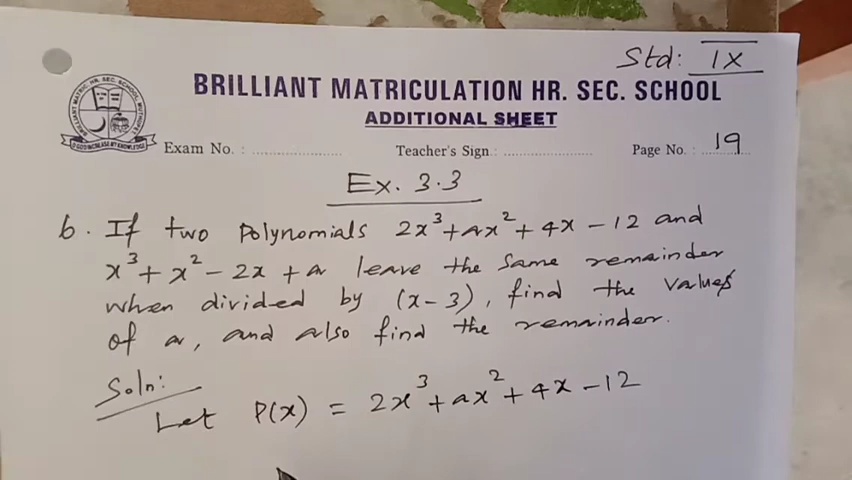 Std: IX
BRILLIANT MATRICULATION HR. SEC. SCHOOL
ADDITIONAL SHEET
Exam No. : ........................ Teacher's Sign : ........................ Page No. : 19
Ex. 3.3
6. If two Polynomials 2x³+ax²+4x-12 and
x³+x²-2x+a leave the same remainder
when divided by (x-3), find the values
of a, and also find the remainder.
Soln:
Let P(x) = 2x³+ax²+4x-12